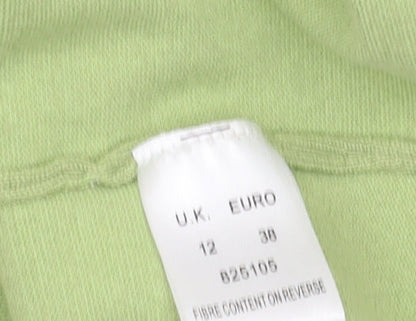 U.K. EURO
12 38
825105
FIBRE CONTENT ON REVERSE